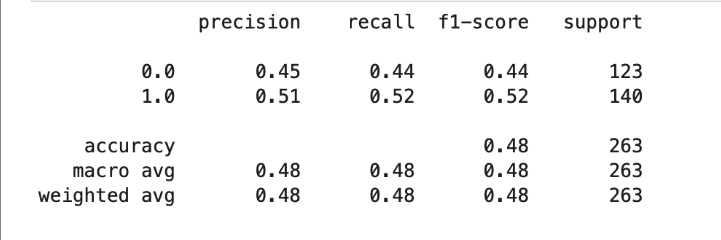 precision recall f1-score support
0.0 0.45 0.44 0.44 123
1.0 0.51 0.52 0.52 140
accuracy 0.48 263
macro avg 0.48 0.48 0.48 263
weighted avg 0.48 0.48 0.48 263